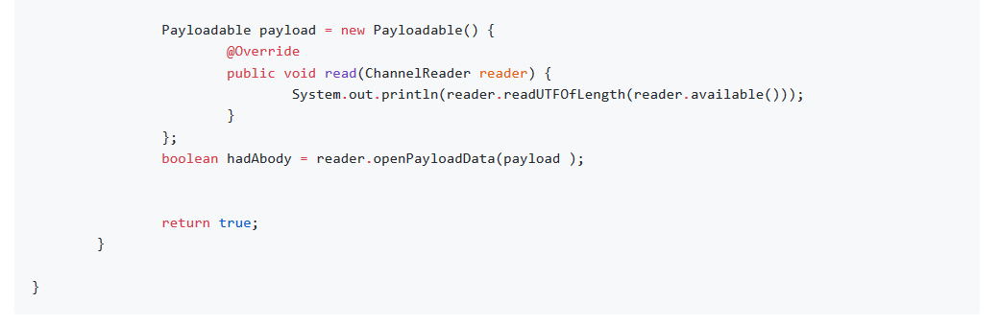 Payloadable payload = new Payloadable() {
@Override
public void read(ChannelReader reader) {
System.out.println(reader.readUTFOfLength(reader.available()));
}
};
boolean hadAbody = reader.openPayloadData(payload );
return true;
}
}